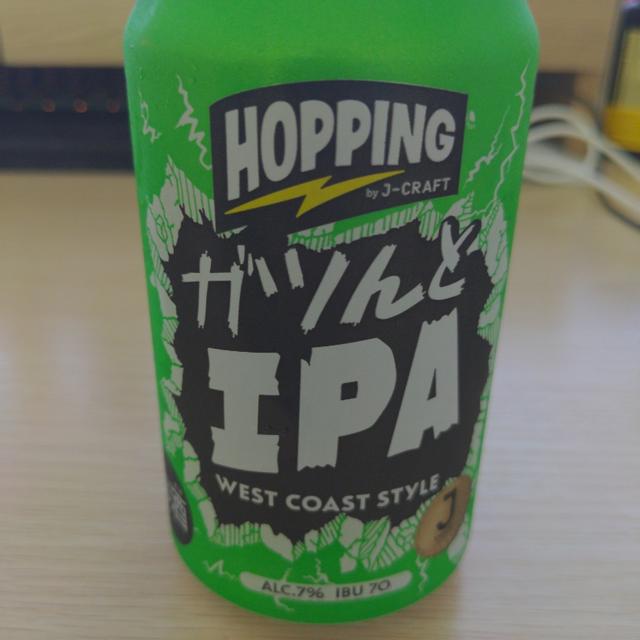 HOPPING
by J-CRAFT
ガツんと
IPA
WEST COAST STYLE
J
ALC.7% IBU 70